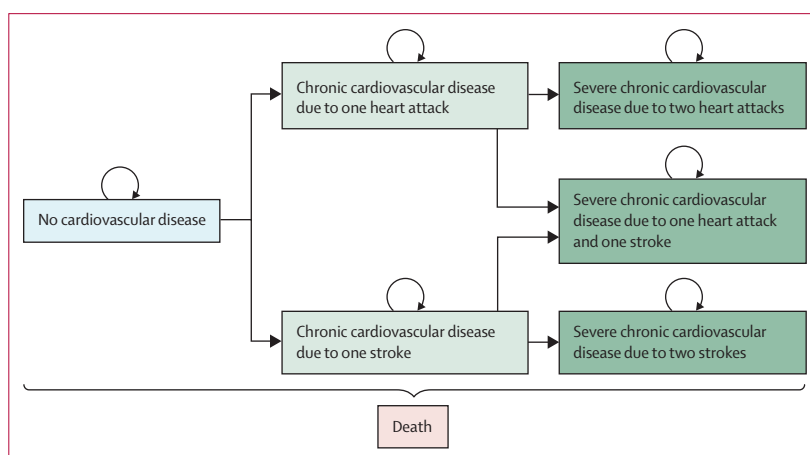 Chronic cardiovascular disease
due to one heart attack
Severe chronic cardiovascular
disease due to two heart attacks
No cardiovascular disease
Severe chronic cardiovascular
disease due to one heart attack
and one stroke
Chronic cardiovascular disease
due to one stroke
Severe chronic cardiovascular
disease due to two strokes
Death